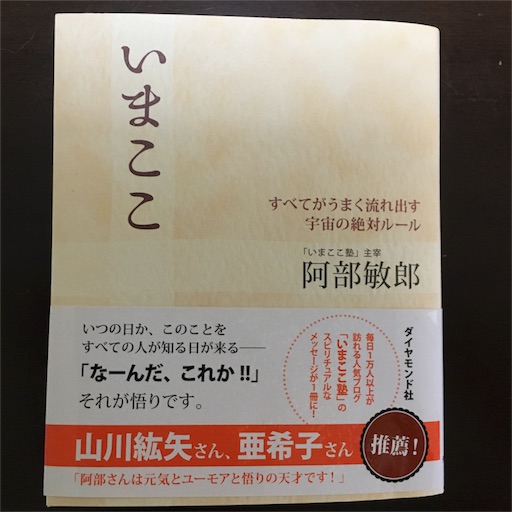 いまここ
すべてがうまく流れ出す
宇宙の絶対ルール
「いまここ塾」主宰
阿部敏郎
いつの日か、このことを
すべての人が知る日が来る――
「なーんだ、これか!!」
それが悟りです。
毎日1万人以上が
訪れる人気ブログ
「いまここ塾」の
スピリチュアルな
メッセージが1冊に!
ダイヤモンド社
山川紘矢さん、亜希子さん
推薦!
「阿部さんは元気とユーモアと悟りの天才です!」